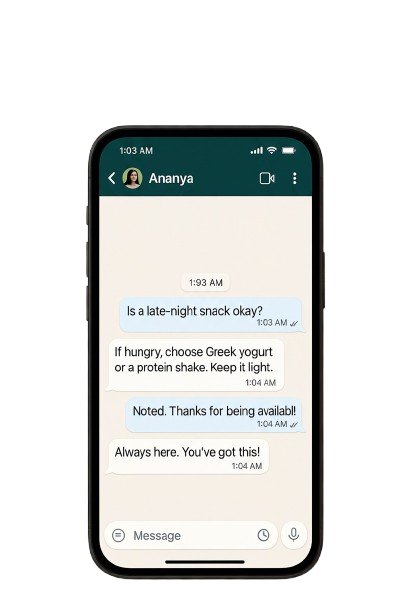 1:03 AM
Ananya
1:93 AM
Is a late-night snack okay?
1:03 AM
If hungry, choose Greek yogurt
or a protein shake. Keep it light.
1:04 AM
Noted. Thanks for being availabl!
1:04 AM
Always here. You've got this!
1:04 AM
Message